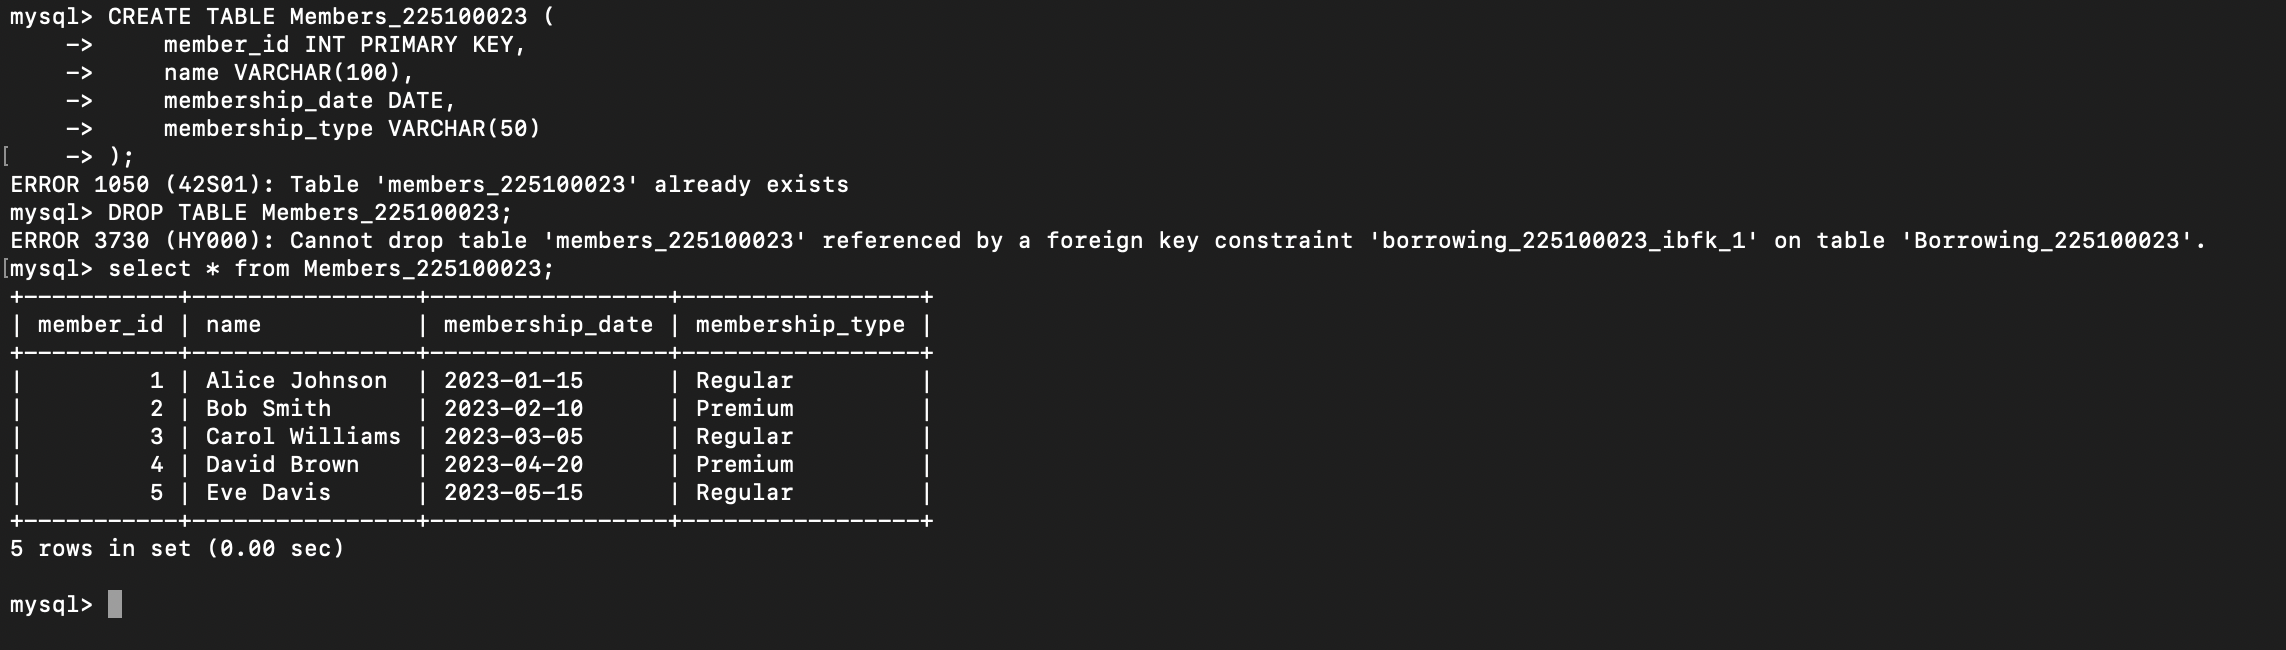 mysql> CREATE TABLE Members_225100023 (
    ->     member_id INT PRIMARY KEY,
    ->     name VARCHAR(100),
    ->     membership_date DATE,
    ->     membership_type VARCHAR(50)
[    -> );
ERROR 1050 (42S01): Table 'members_225100023' already exists
mysql> DROP TABLE Members_225100023;
ERROR 3730 (HY000): Cannot drop table 'members_225100023' referenced by a foreign key constraint 'borrowing_225100023_ibfk_1' on table 'Borrowing_225100023'.
[mysql> select * from Members_225100023;
+-----------+----------------+-----------------+-----------------+
| member_id | name           | membership_date | membership_type |
+-----------+----------------+-----------------+-----------------+
|         1 | Alice Johnson  | 2023-01-15      | Regular         |
|         2 | Bob Smith      | 2023-02-10      | Premium         |
|         3 | Carol Williams | 2023-03-05      | Regular         |
|         4 | David Brown    | 2023-04-20      | Premium         |
|         5 | Eve Davis      | 2023-05-15      | Regular         |
+-----------+----------------+-----------------+-----------------+
5 rows in set (0.00 sec)
mysql>